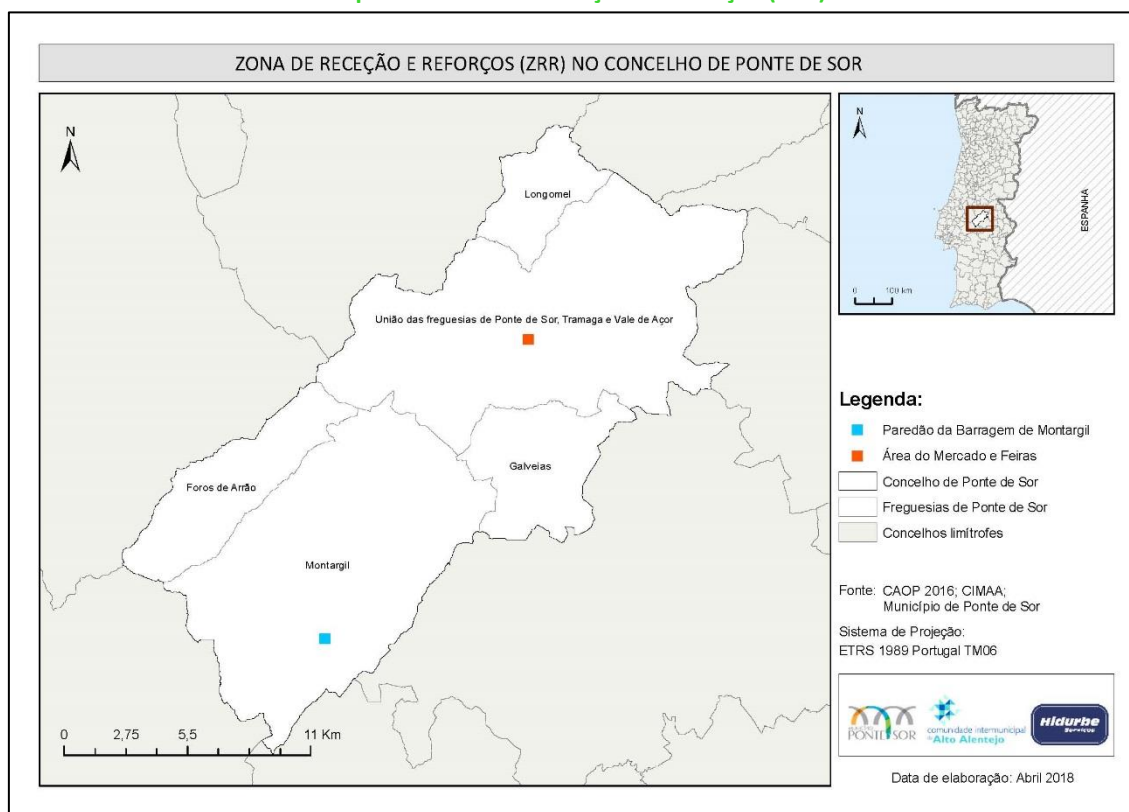 ZONA DE RECEÇÃO E REFORÇOS (ZRR) NO CONCELHO DE PONTE DE SOR
N
Longomel
União das freguesias de Ponte de Sor, Tramaga e Vale de Açor
Galveias
Foros de Arrão
Montargil
0 2,75 5,5 11 Km
N
ESPANHA
0 100 km
Legenda:
Paredão da Barragem de Montargil
Área do Mercado e Feiras
Concelho de Ponte de Sor
Freguesias de Ponte de Sor
Concelhos limítrofes
Fonte: CAOP 2016; CIMAA;
Município de Ponte de Sor
Sistema de Projeção:
ETRS 1989 Portugal TM06
MUNICÍPIO
PONTE SOR
comunidade intermunicipal
do Alto Alentejo
Hidurbe
Serviços
Data de elaboração: Abril 2018